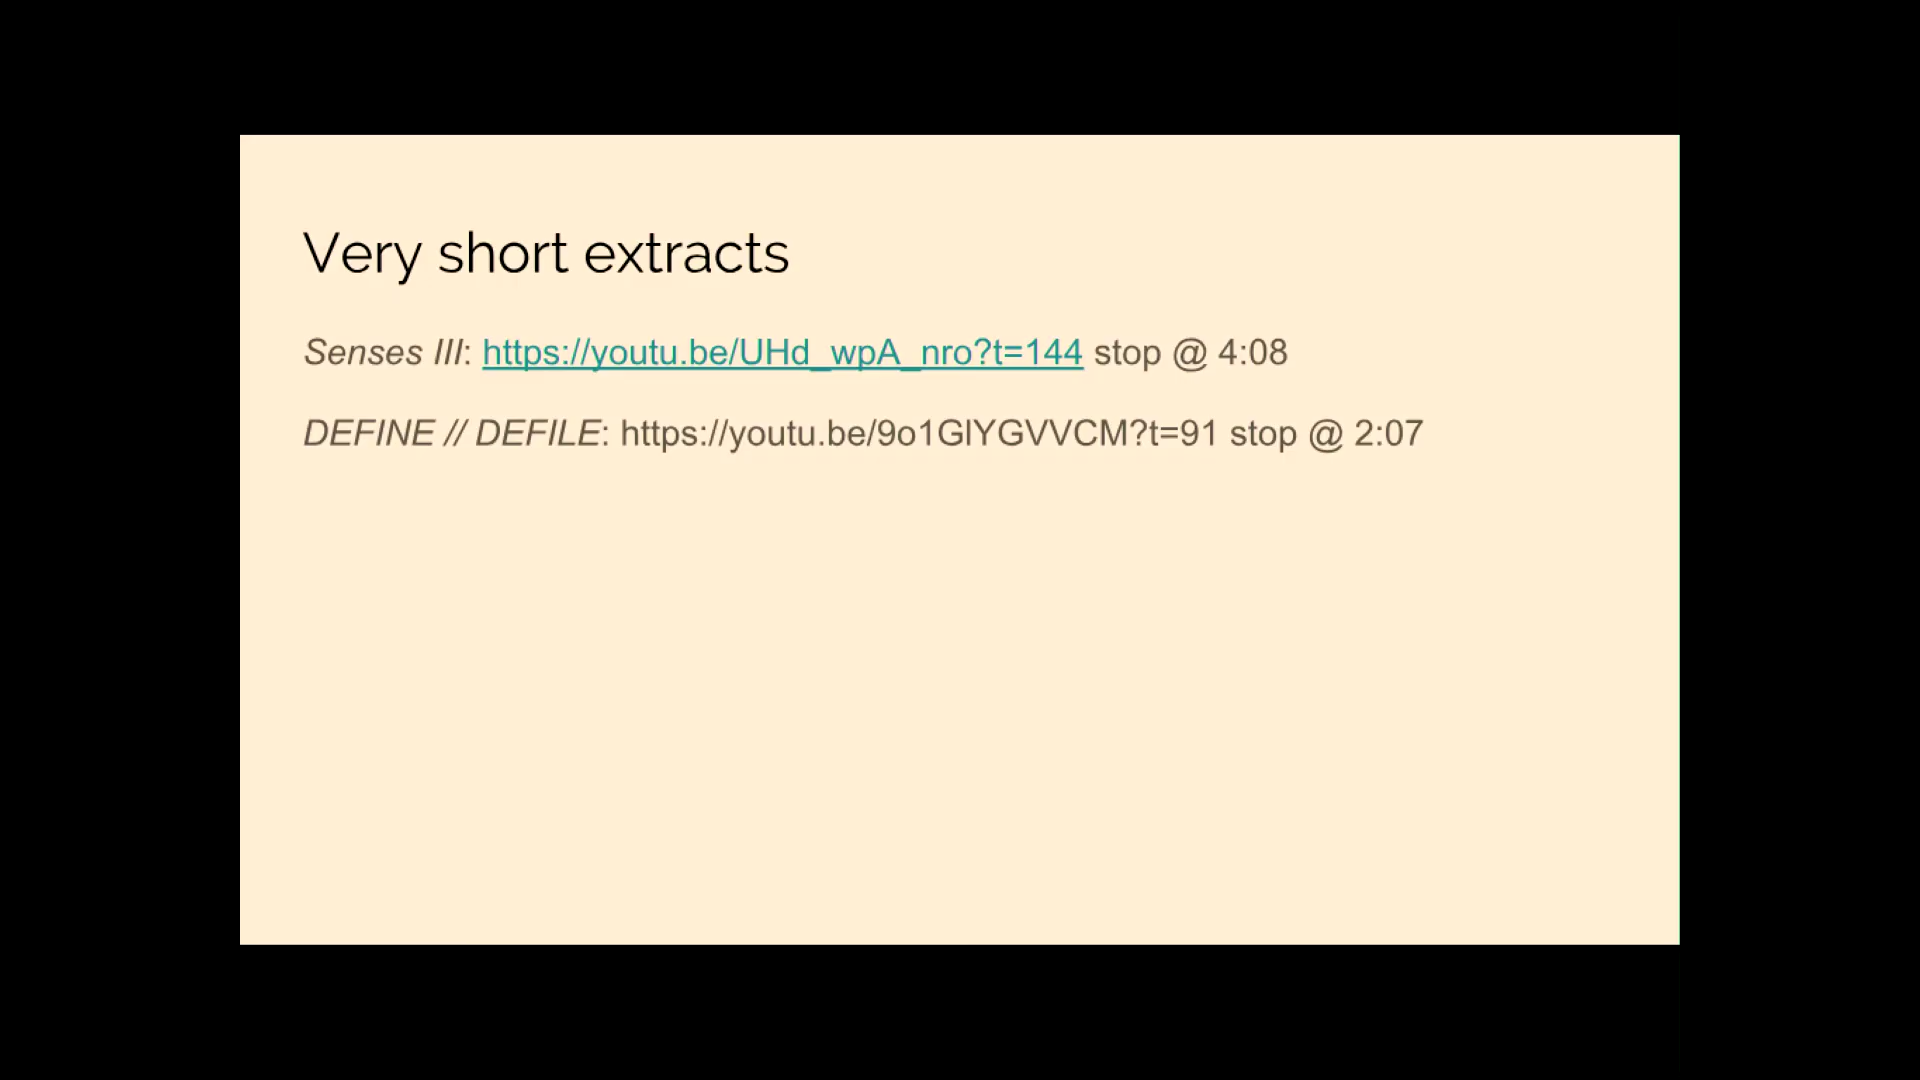 Very short extracts
Senses III: https://youtu.be/UHd_wpA_nro?t=144 stop @ 4:08
DEFINE // DEFILE: https://youtu.be/9o1GlYGVVCM?t=91 stop @ 2:07